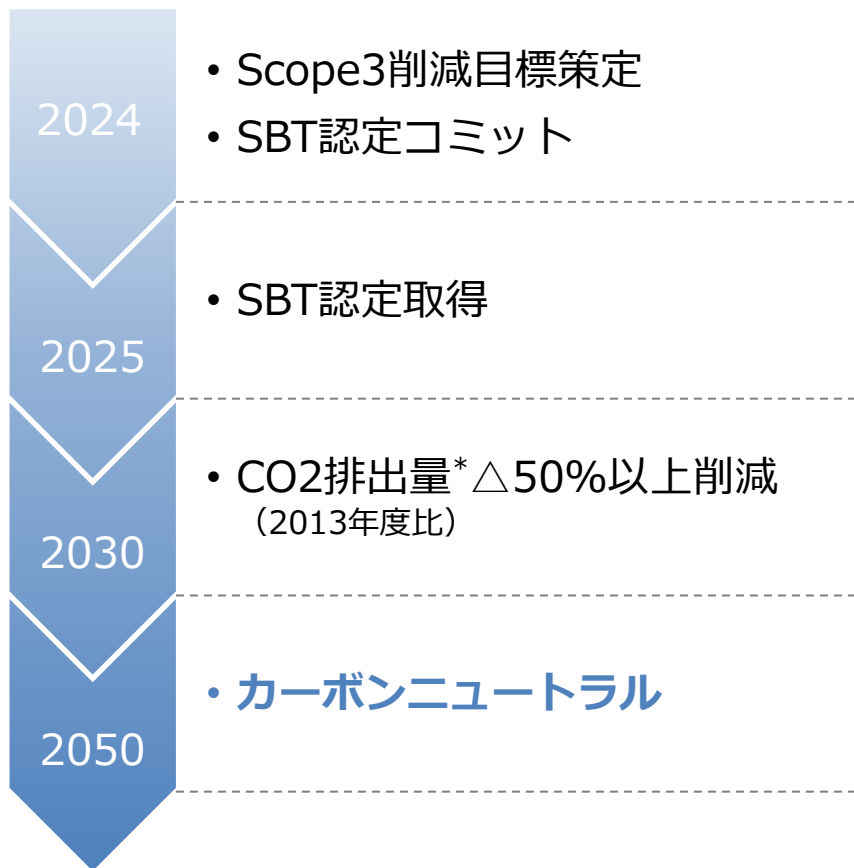 2024
• Scope3削減目標策定
• SBT認定コミット
2025
• SBT認定取得
2030
• CO2排出量*△50%以上削減
（2013年度比）
2050
• カーボンニュートラル